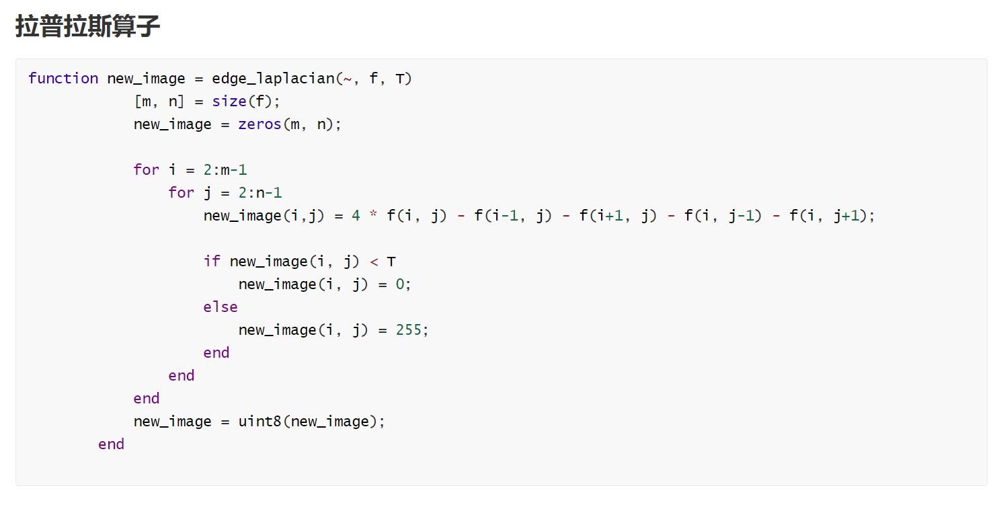 拉普拉斯算子
function new_image = edge_laplacian(~, f, T)
[m, n] = size(f);
new_image = zeros(m, n);
for i = 2:m-1
for j = 2:n-1
new_image(i,j) = 4 * f(i, j) - f(i-1, j) - f(i+1, j) - f(i, j-1) - f(i, j+1);
if new_image(i, j) < T
new_image(i, j) = 0;
else
new_image(i, j) = 255;
end
end
end
new_image = uint8(new_image);
end